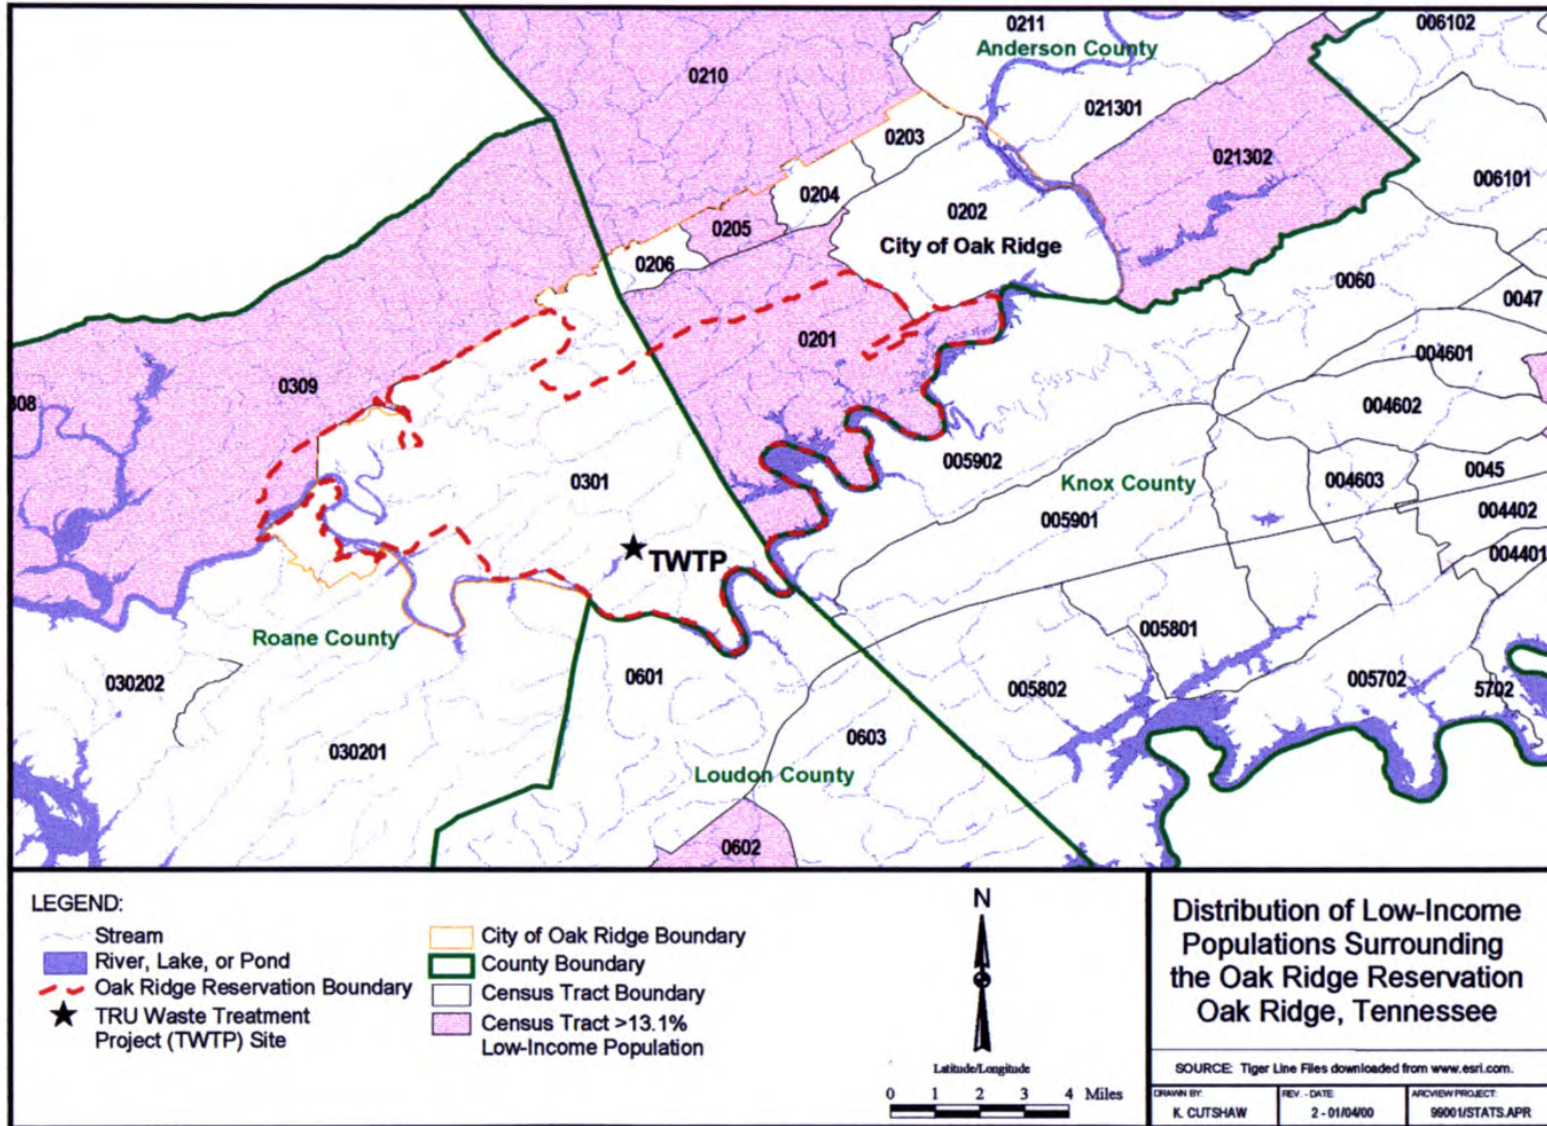 0211
006102
Anderson County
0210
021301
0203
021302
006101
0204
0202
0205
City of Oak Ridge
0206
0060
0047
0201
004601
0309
308
004602
005902
0301
0045
Knox County
004603
004402
005901
004401
TWTP
005801
Roane County
0601
030202
005802
005702
5702
0603
030201
Loudon County
0602
LEGEND:
Stream
River, Lake, or Pond
Oak Ridge Reservation Boundary
TRU Waste Treatment
Project (TWTP) Site
City of Oak Ridge Boundary
County Boundary
Census Tract Boundary
Census Tract >13.1%
Low-Income Population
N
Latitude/Longitude
0 1 2 3 4 Miles
Distribution of Low-Income
Populations Surrounding
the Oak Ridge Reservation
Oak Ridge, Tennessee
SOURCE: Tiger Line Files downloaded from www.esri.com.
DRAWN BY:
K. CUTSHAW
REV. - DATE:
2 - 01/04/00
ARCVIEW PROJECT:
99001/STATS.APR